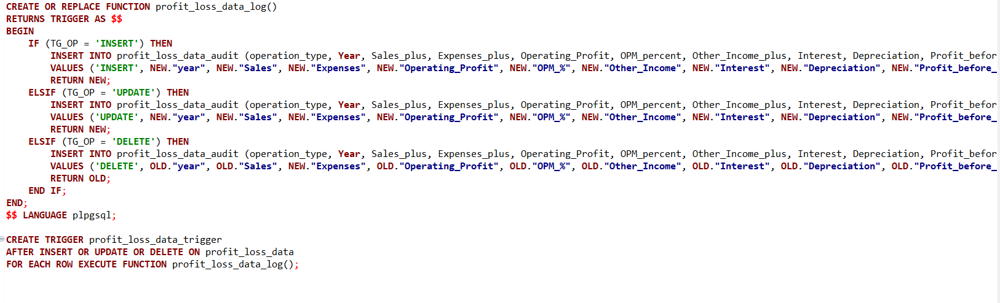 CREATE OR REPLACE FUNCTION profit_loss_data_log()
RETURNS TRIGGER AS $$
BEGIN
    IF (TG_OP = 'INSERT') THEN
        INSERT INTO profit_loss_data_audit (operation_type, Year, Sales_plus, Expenses_plus, Operating_Profit, OPM_percent, Other_Income_plus, Interest, Depreciation, Profit_befor
        VALUES ('INSERT', NEW."year", NEW."Sales", NEW."Expenses", NEW."Operating_Profit", NEW."OPM_%", NEW."Other_Income", NEW."Interest", NEW."Depreciation", NEW."Profit_before_
        RETURN NEW;
    ELSIF (TG_OP = 'UPDATE') THEN
        INSERT INTO profit_loss_data_audit (operation_type, Year, Sales_plus, Expenses_plus, Operating_Profit, OPM_percent, Other_Income_plus, Interest, Depreciation, Profit_befor
        VALUES ('UPDATE', NEW."year", NEW."Sales", NEW."Expenses", NEW."Operating_Profit", NEW."OPM_%", NEW."Other_Income", NEW."Interest", NEW."Depreciation", NEW."Profit_before_
        RETURN NEW;
    ELSIF (TG_OP = 'DELETE') THEN
        INSERT INTO profit_loss_data_audit (operation_type, Year, Sales_plus, Expenses_plus, Operating_Profit, OPM_percent, Other_Income_plus, Interest, Depreciation, Profit_befor
        VALUES ('DELETE', OLD."year", OLD."Sales", NEW."Expenses", OLD."Operating_Profit", OLD."OPM_%", OLD."Other_Income", OLD."Interest", OLD."Depreciation", OLD."Profit_before_
        RETURN OLD;
    END IF;
END;
$$ LANGUAGE plpgsql;
CREATE TRIGGER profit_loss_data_trigger
AFTER INSERT OR UPDATE OR DELETE ON profit_loss_data
FOR EACH ROW EXECUTE FUNCTION profit_loss_data_log();